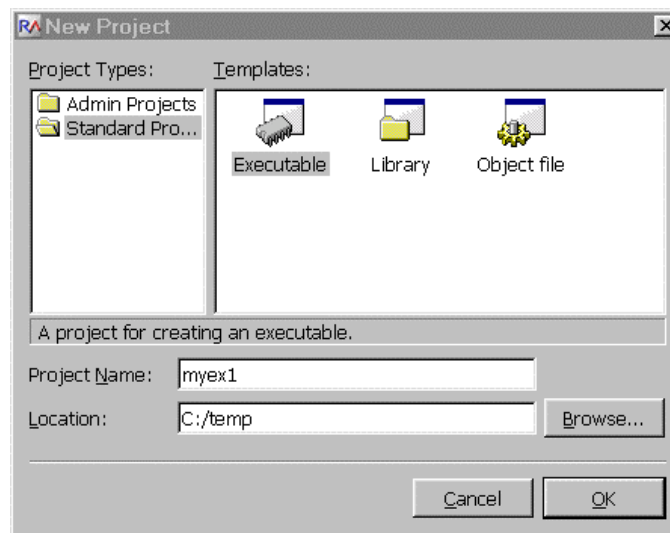 RA New Project
Project Types:
Templates:
Admin Projects
Standard Pro...
Executable
Library
Object file
A project for creating an executable.
Project Name:
myex1
Location:
C:/temp
Browse...
Cancel
OK